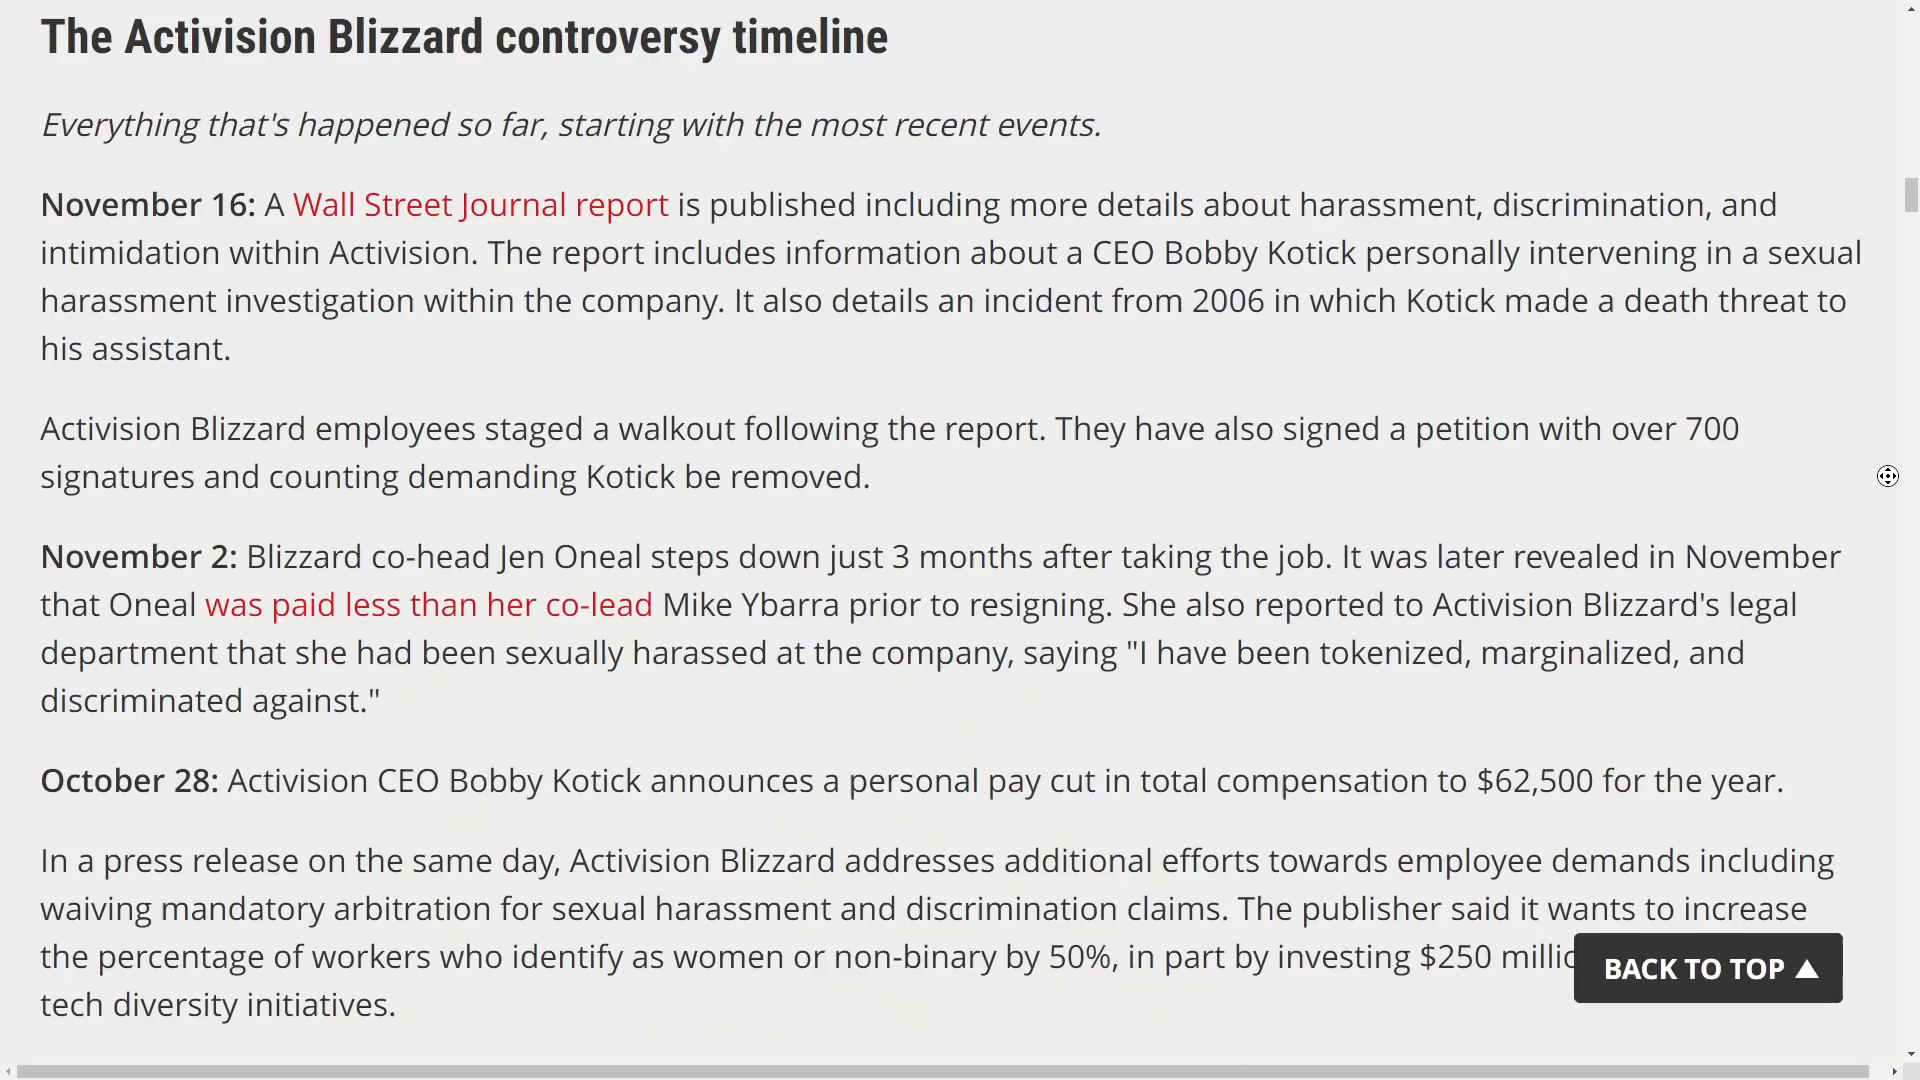 The Activision Blizzard controversy timeline
Everything that's happened so far, starting with the most recent events.
November 16: A Wall Street Journal report is published including more details about harassment, discrimination, and
intimidation within Activision. The report includes information about a CEO Bobby Kotick personally intervening in a sexual
harassment investigation within the company. It also details an incident from 2006 in which Kotick made a death threat to
his assistant.
Activision Blizzard employees staged a walkout following the report. They have also signed a petition with over 700
signatures and counting demanding Kotick be removed.
November 2: Blizzard co-head Jen Oneal steps down just 3 months after taking the job. It was later revealed in November
that Oneal was paid less than her co-lead Mike Ybarra prior to resigning. She also reported to Activision Blizzard's legal
department that she had been sexually harassed at the company, saying "I have been tokenized, marginalized, and
discriminated against."
October 28: Activision CEO Bobby Kotick announces a personal pay cut in total compensation to $62,500 for the year.
In a press release on the same day, Activision Blizzard addresses additional efforts towards employee demands including
waiving mandatory arbitration for sexual harassment and discrimination claims. The publisher said it wants to increase
the percentage of workers who identify as women or non-binary by 50%, in part by investing $250
tech diversity initiatives.
BACK TO TOP